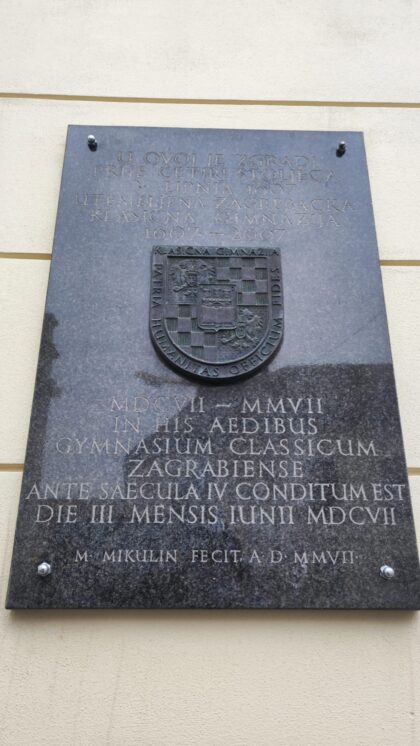 U OVOJ JE ZGRADI
PRIJE ČETIRI STOLJEĆA
LIPNJA 1607.
UTEMELJENA ZAGREBAČKA
KLASIČNA GIMNAZIJA
1607 – 2007
KLASIČNA GIMNAZIJA
PATRIA HUMANITAS OFFICIUM FIDES
MDCVII – MMVII
IN HIS AEDIBUS
GYMNASIUM CLASSICUM
ZAGRABIENSE
ANTE SAECULA IV CONDITUM EST
DIE III MENSIS IUNII MDCVII
M· MIKULIN FECIT· A· D· MMVII·